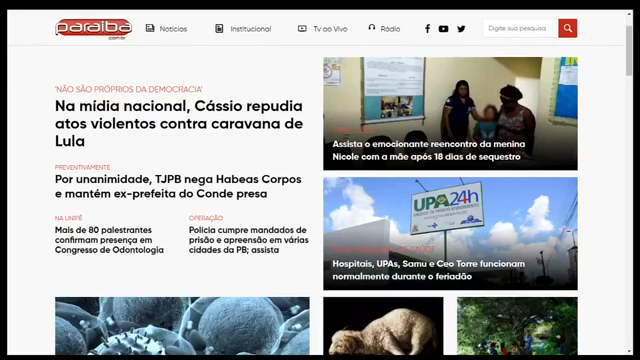 paraiba
.com.br
Notícias
Institucional
Tv ao Vivo
Rádio
Digite sua pesquisa
'NÃO SÃO PRÓPRIOS DA DEMOCRACIA'
Na mídia nacional, Cássio repudia
atos violentos contra caravana de
Lula
PREVENTIVAMENTE
Por unanimidade, TJPB nega Habeas Corpos
e mantém ex-prefeita do Conde presa
NA UNIPÊ
Mais de 80 palestrantes
confirmam presença em
Congresso de Odontologia
OPERAÇÃO
Polícia cumpre mandados de
prisão e apreensão em várias
cidades da PB; assista
Assista o emocionante reencontro da menina
Nicole com a mãe após 18 dias de sequestro
UPA 24h
Hospitais, UPAs, Samu e Ceo Torre funcionam
normalmente durante o feriadão